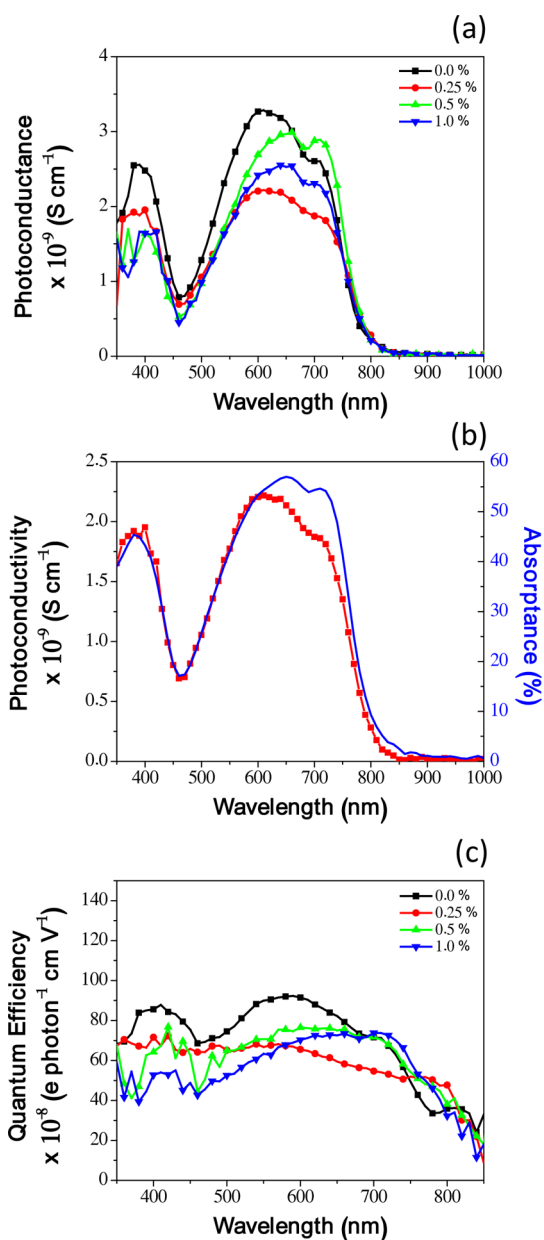 (a)
4
3
2
1
0
Photoconductance
x 10⁻⁹ (S cm⁻¹)
0.0 %
0.25 %
0.5 %
1.0 %
400 500 600 700 800 900 1000
Wavelength (nm)
(b)
2.5
2.0
1.5
1.0
0.5
0.0
Photoconductivity
x 10⁻⁹ (S cm⁻¹)
60
50
40
30
20
10
0
Absorptance (%)
400 500 600 700 800 900 1000
Wavelength (nm)
(c)
140
120
100
80
60
40
20
0
Quantum Efficiency
x 10⁻⁸ (e photon⁻¹ cm V⁻¹)
0.0 %
0.25 %
0.5 %
1.0 %
400 500 600 700 800
Wavelength (nm)